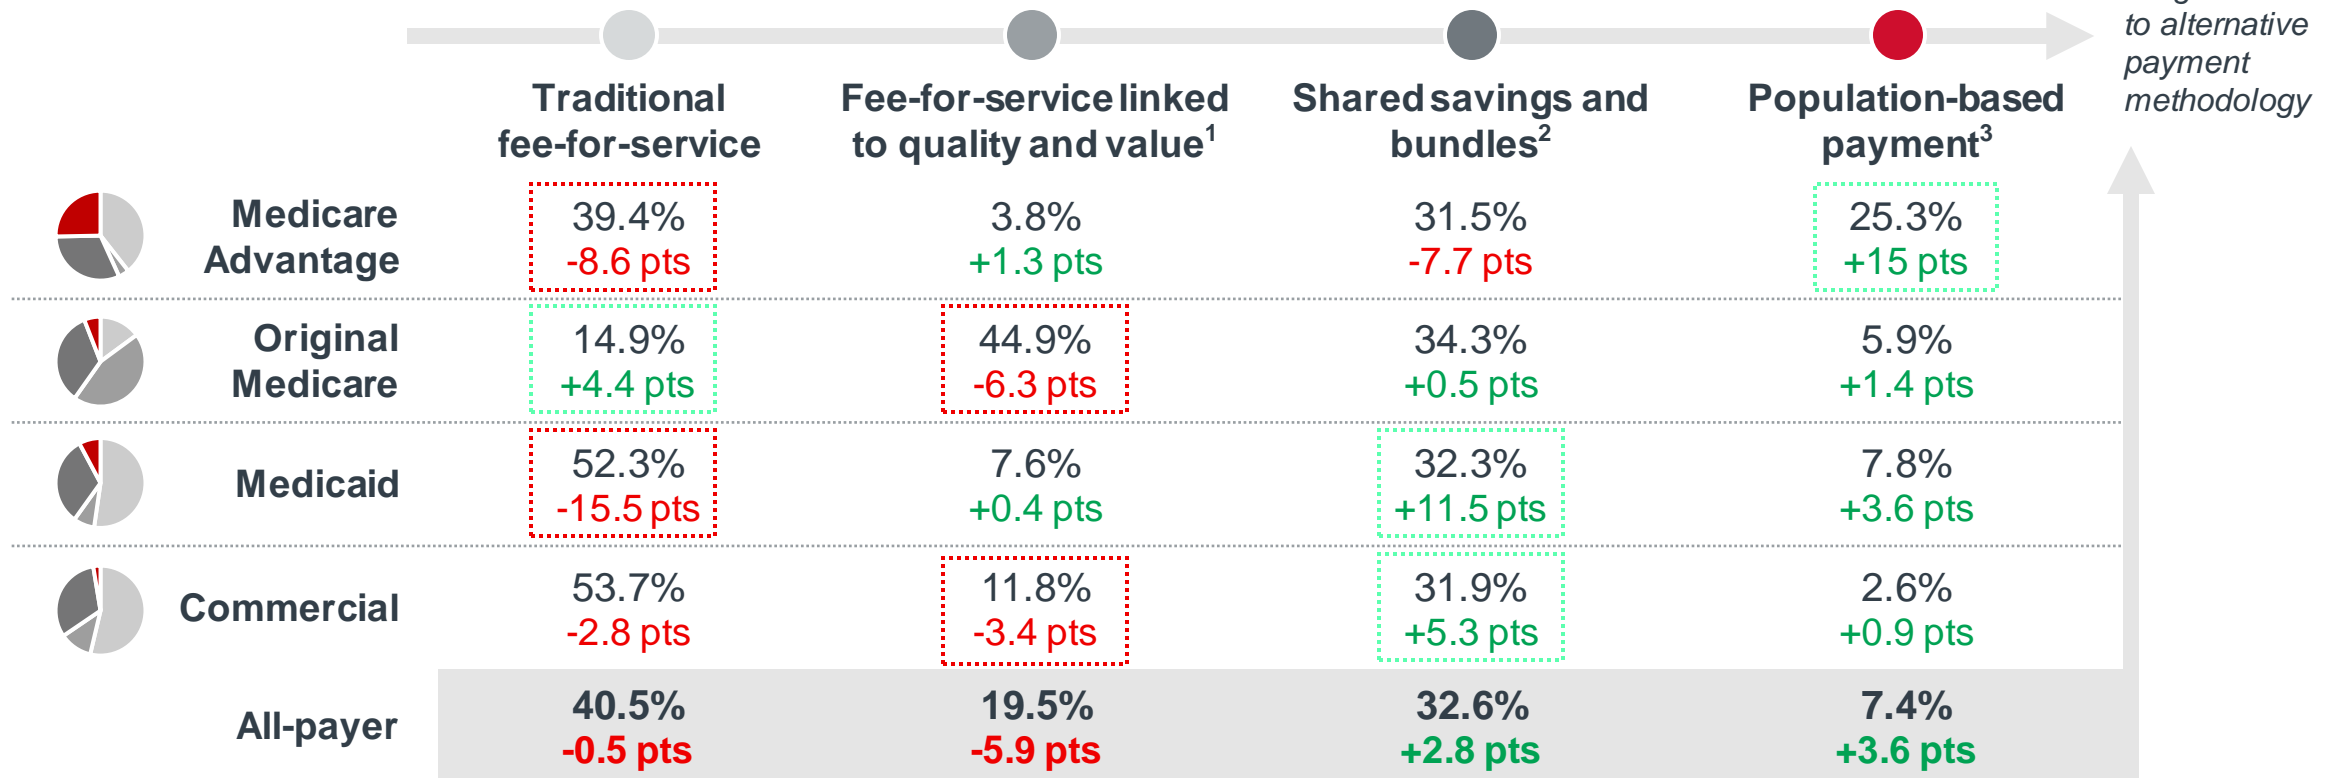 to alternative
payment
methodology
Traditional
fee-for-service
Fee-for-service linked
to quality and value1
Shared savings and
bundles2
Population-based
payment3
Medicare
Advantage
39.4%
-8.6 pts
3.8%
+1.3 pts
31.5%
-7.7 pts
25.3%
+15 pts
Original
Medicare
14.9%
+4.4 pts
44.9%
-6.3 pts
34.3%
+0.5 pts
5.9%
+1.4 pts
Medicaid
52.3%
-15.5 pts
7.6%
+0.4 pts
32.3%
+11.5 pts
7.8%
+3.6 pts
Commercial
53.7%
-2.8 pts
11.8%
-3.4 pts
31.9%
+5.3 pts
2.6%
+0.9 pts
All-payer
40.5%
-0.5 pts
19.5%
-5.9 pts
32.6%
+2.8 pts
7.4%
+3.6 pts